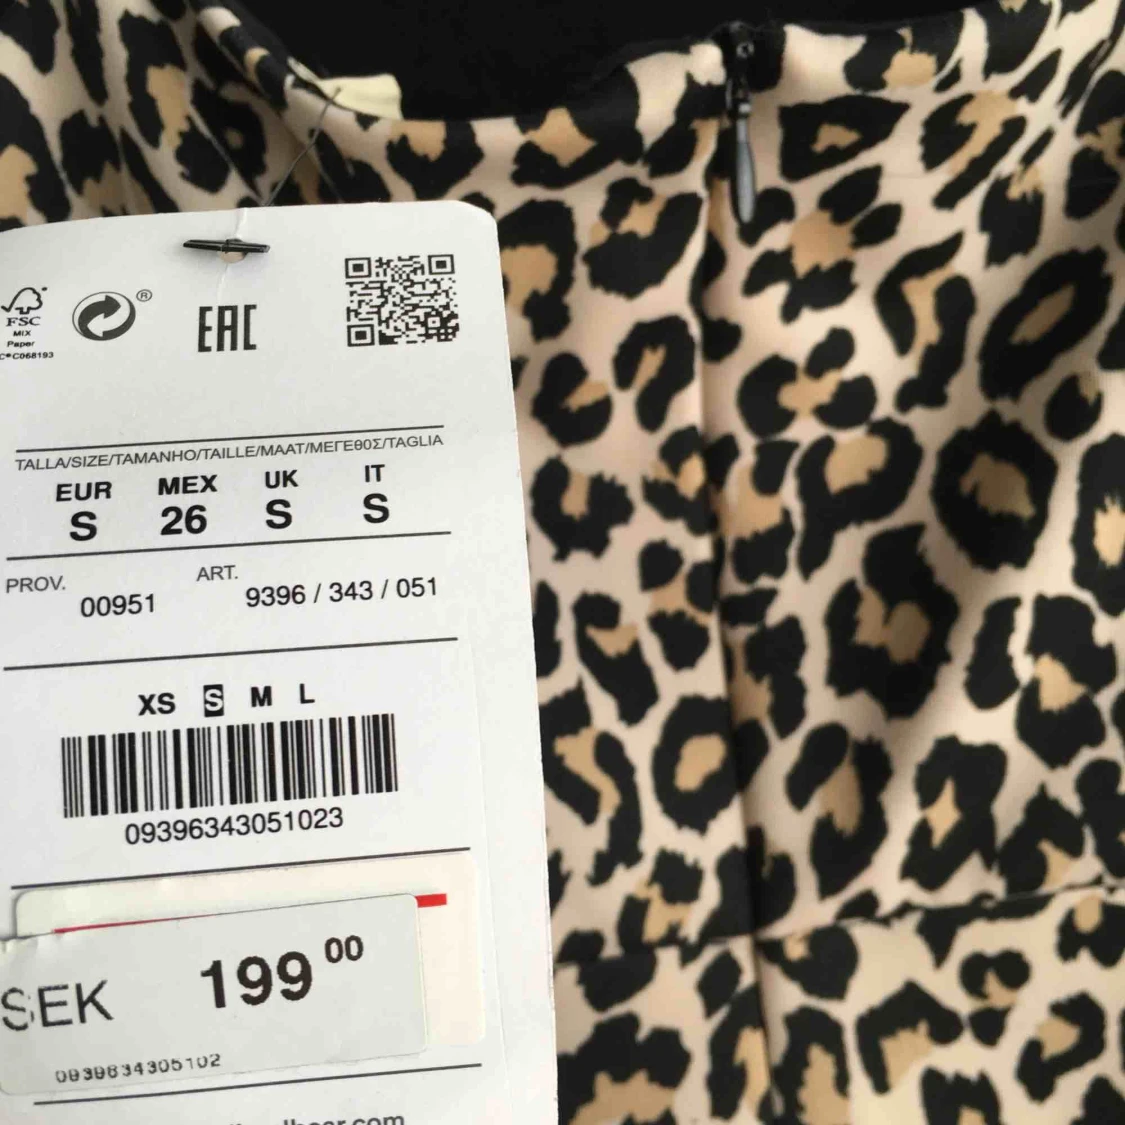 ®
FSC
MIX
Paper
C®C068193
EAC
TALLA/SIZE/TAMANHO/TAILLE/MAAT/ΜΕΓΕΘΟΣ/TAGLIA
EUR MEX UK IT
S 26 S S
PROV. ART.
00951 9396 / 343 / 051
XS S M L
09396343051023
SEK 199 00
0939634305102